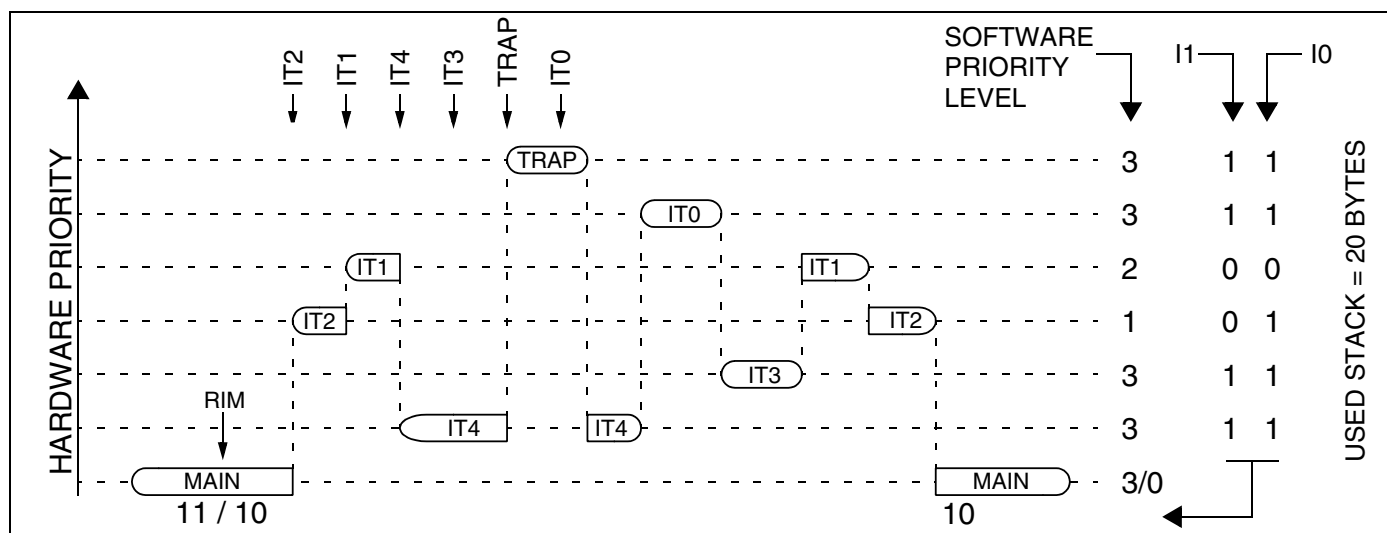 IT2
IT1
IT4
IT3
TRAP
IT0
SOFTWARE
PRIORITY
LEVEL
I1
I0
HARDWARE PRIORITY
USED STACK = 20 BYTES
TRAP
3 1 1
IT0
3 1 1
IT1
IT1
2 0 0
IT2
IT2
1 0 1
IT3
3 1 1
RIM
IT4
IT4
3 1 1
MAIN
MAIN
3/0
11 / 10
10